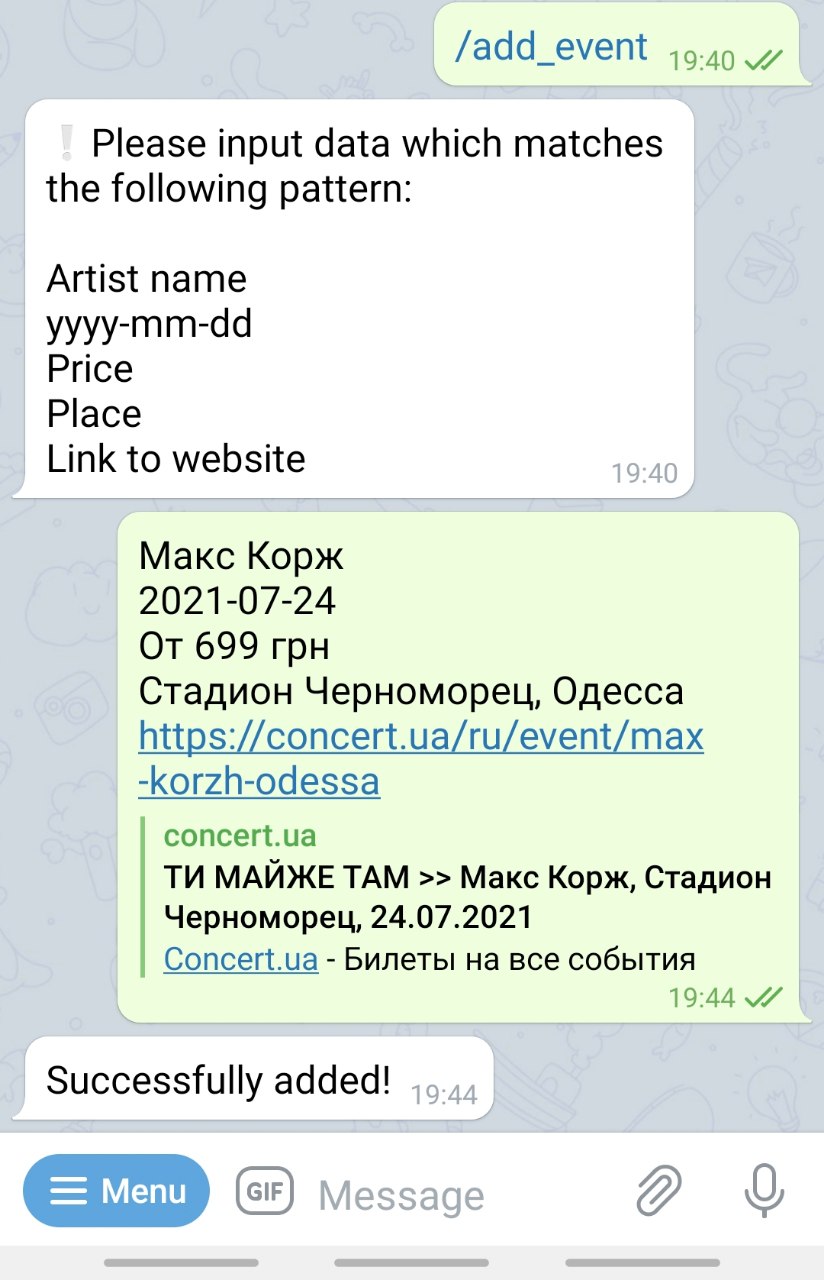 /add_event 19:40
❕ Please input data which matches
the following pattern:
Artist name
yyyy-mm-dd
Price
Place
Link to website
19:40
Макс Корж
2021-07-24
От 699 грн
Стадион Черноморец, Одесса
https://concert.ua/ru/event/max
-korzh-odessa
concert.ua
ТИ МАЙЖЕ ТАМ >> Макс Корж, Стадион
Черноморец, 24.07.2021
Concert.ua - Билеты на все события
19:44
Successfully added! 19:44
Menu GIF Message